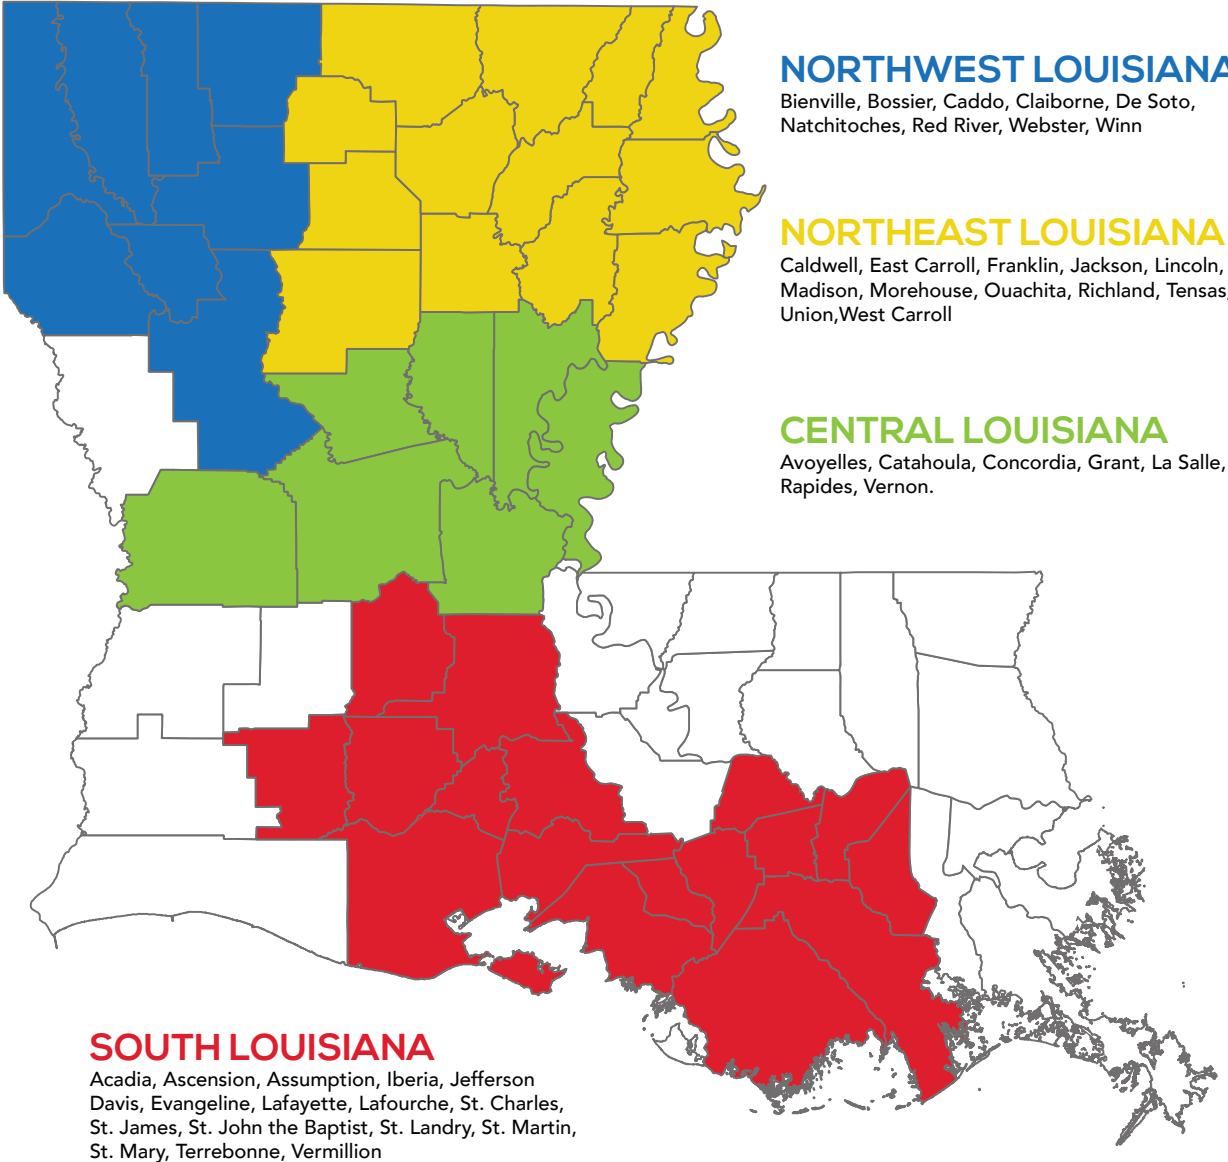 NORTHWEST LOUISIANA
Bienville, Bossier, Caddo, Claiborne, De Soto,
Natchitoches, Red River, Webster, Winn
NORTHEAST LOUISIANA
Caldwell, East Carroll, Franklin, Jackson, Lincoln,
Madison, Morehouse, Ouachita, Richland, Tensas,
Union,West Carroll
CENTRAL LOUISIANA
Avoyelles, Catahoula, Concordia, Grant, La Salle,
Rapides, Vernon.
SOUTH LOUISIANA
Acadia, Ascension, Assumption, Iberia, Jefferson
Davis, Evangeline, Lafayette, Lafourche, St. Charles,
St. James, St. John the Baptist, St. Landry, St. Martin,
St. Mary, Terrebonne, Vermillion